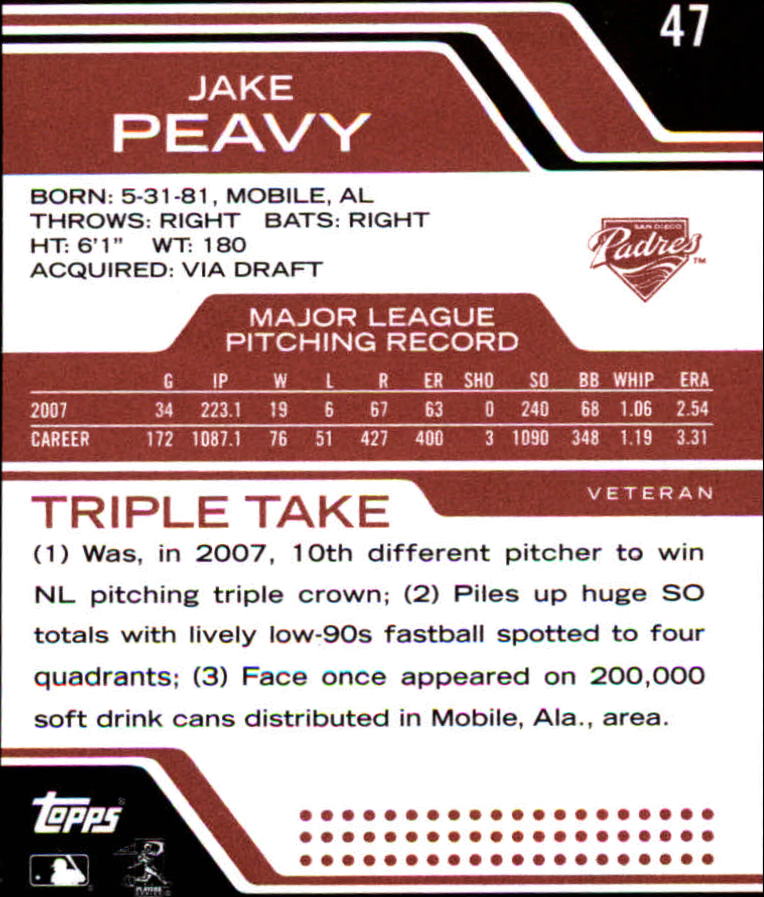 47
JAKE
PEAVY
BORN: 5-31-81, MOBILE, AL
THROWS: RIGHT BATS: RIGHT
HT: 6'1" WT: 180
ACQUIRED: VIA DRAFT
SAN DIEGO
Padres
TM
MAJOR LEAGUE
PITCHING RECORD
G IP W L R ER SHO SO BB WHIP ERA
2007 34 223.1 19 6 67 63 0 240 68 1.06 2.54
CAREER 172 1087.1 76 51 427 400 3 1090 348 1.19 3.31
VETERAN
TRIPLE TAKE
(1) Was, in 2007, 10th different pitcher to win
NL pitching triple crown; (2) Piles up huge SO
totals with lively low-90s fastball spotted to four
quadrants; (3) Face once appeared on 200,000
soft drink cans distributed in Mobile, Ala., area.
Topps
PLAYERS